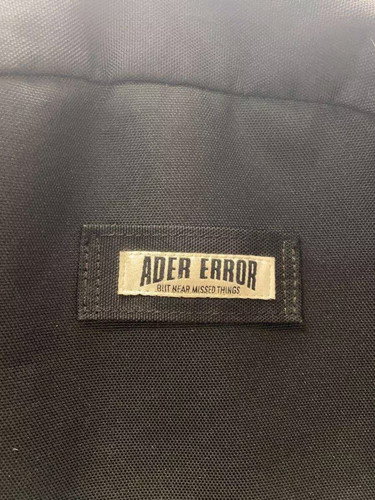 ADER ERROR
BUT NEAR MISSED THINGS